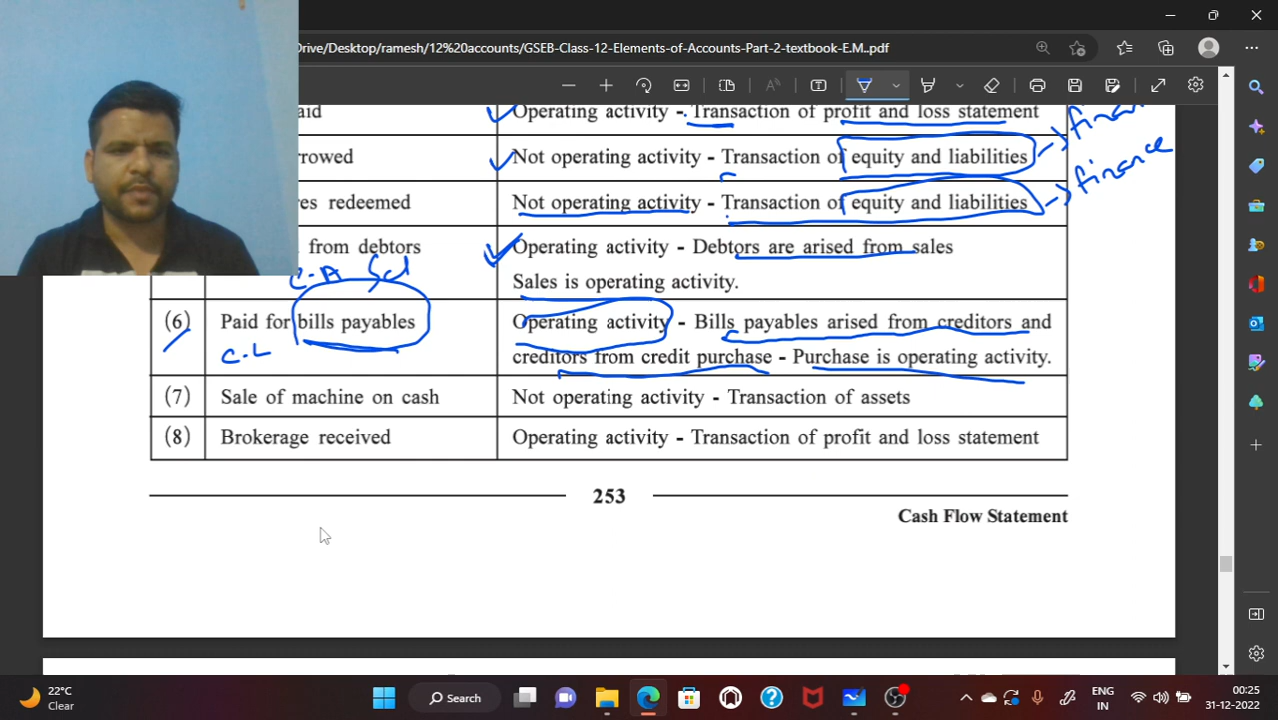 Drive/Desktop/ramesh/12%20accounts/GSEB-Class-12-Elements-of-Accounts-Part-2-textbook-E.M..pdf
aid
Operating activity - Transaction of profit and loss statement
rrowed
Not operating activity - Transaction of equity and liabilities
finance
res redeemed
Not operating activity - Transaction of equity and liabilities
from debtors
Operating activity - Debtors are arised from sales
Sales is operating activity.
C.A
(6)
Paid for bills payables
C.L
Operating activity - Bills payables arised from creditors and
creditors from credit purchase - Purchase is operating activity.
(7)
Sale of machine on cash
Not operating activity - Transaction of assets
(8)
Brokerage received
Operating activity - Transaction of profit and loss statement
253
Cash Flow Statement
22°C
Clear
Search
ENG
IN
00:25
31-12-2022